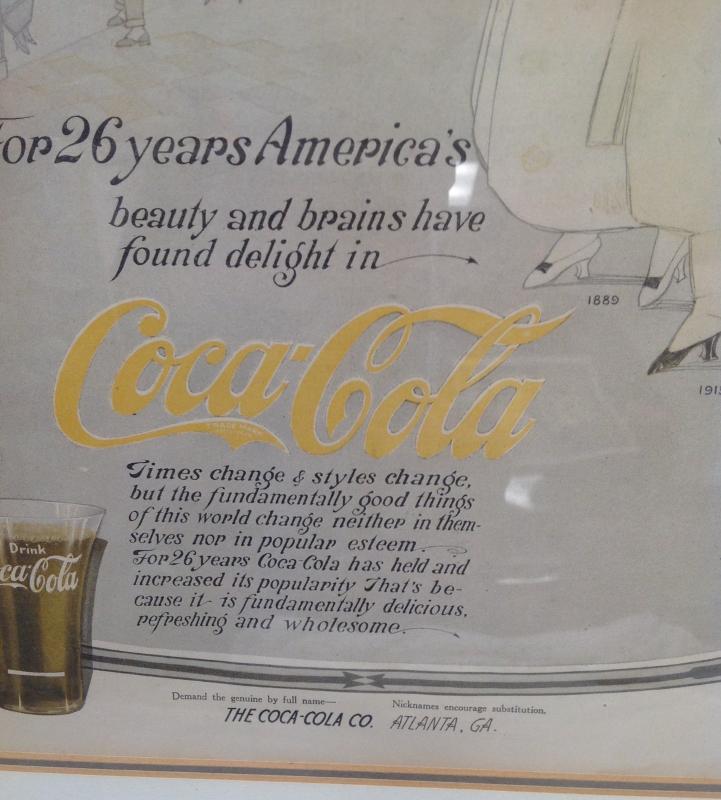 For 26 years America's
beauty and brains have
found delight in
1889
Coca-Cola
TRADE MARK
Times change & styles change,
but the fundamentally good things
of this world change neither in them-
selves nor in popular esteem.
For 26 years Coca-Cola has held and
increased its popularity That's be-
cause it is fundamentally delicious,
refreshing and wholesome.
Drink
ca-Cola
Demand the genuine by full name—
Nicknames encourage substitution.
THE COCA-COLA CO. ATLANTA, GA.